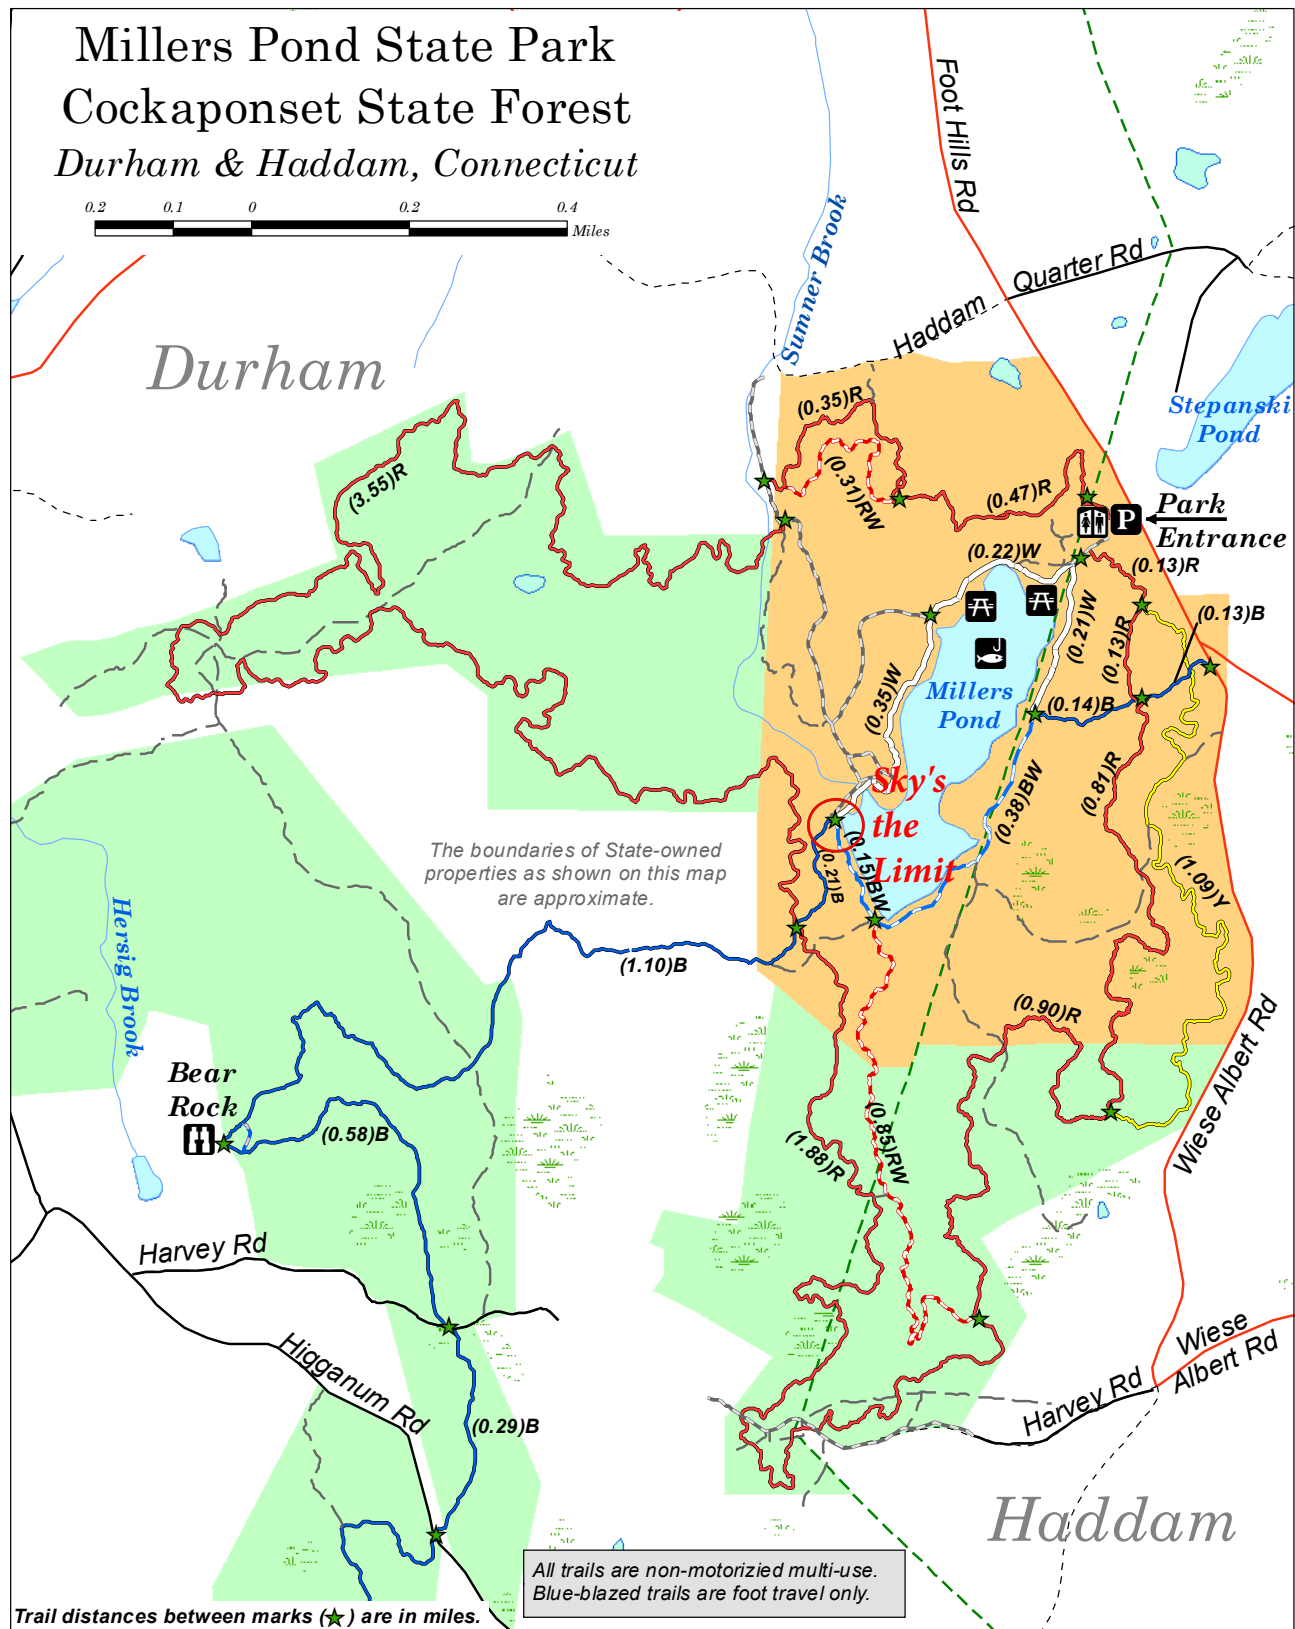 Millers Pond State Park
Cockaponset State Forest
Durham & Haddam, Connecticut
0.2 0.1 0 0.2 0.4
Miles
Foot Hills Rd
Sumner Brook
Quarter Rd
Haddam
Durham
Stepanski
Pond
(0.35)R
(3.55)R
(0.31)RW
(0.47)R
P
Park
Entrance
(0.22)W
(0.13)R
(0.13)B
(0.21)W
(0.13)R
(0.35)W
Millers
Pond
(0.14)B
Sky's
the
Limit
(0.81)R
(0.38)BW
(0.15)BW
(0.21)B
(1.09)Y
The boundaries of State-owned
properties as shown on this map
are approximate.
Hersig Brook
(1.10)B
(0.90)R
Wiese Albert Rd
Bear
Rock
(0.58)B
(1.88)R
(0.85)RW
Harvey Rd
Higganum Rd
Wiese
Albert Rd
Harvey Rd
(0.29)B
Haddam
All trails are non-motorizied multi-use.
Blue-blazed trails are foot travel only.
Trail distances between marks ( ) are in miles.